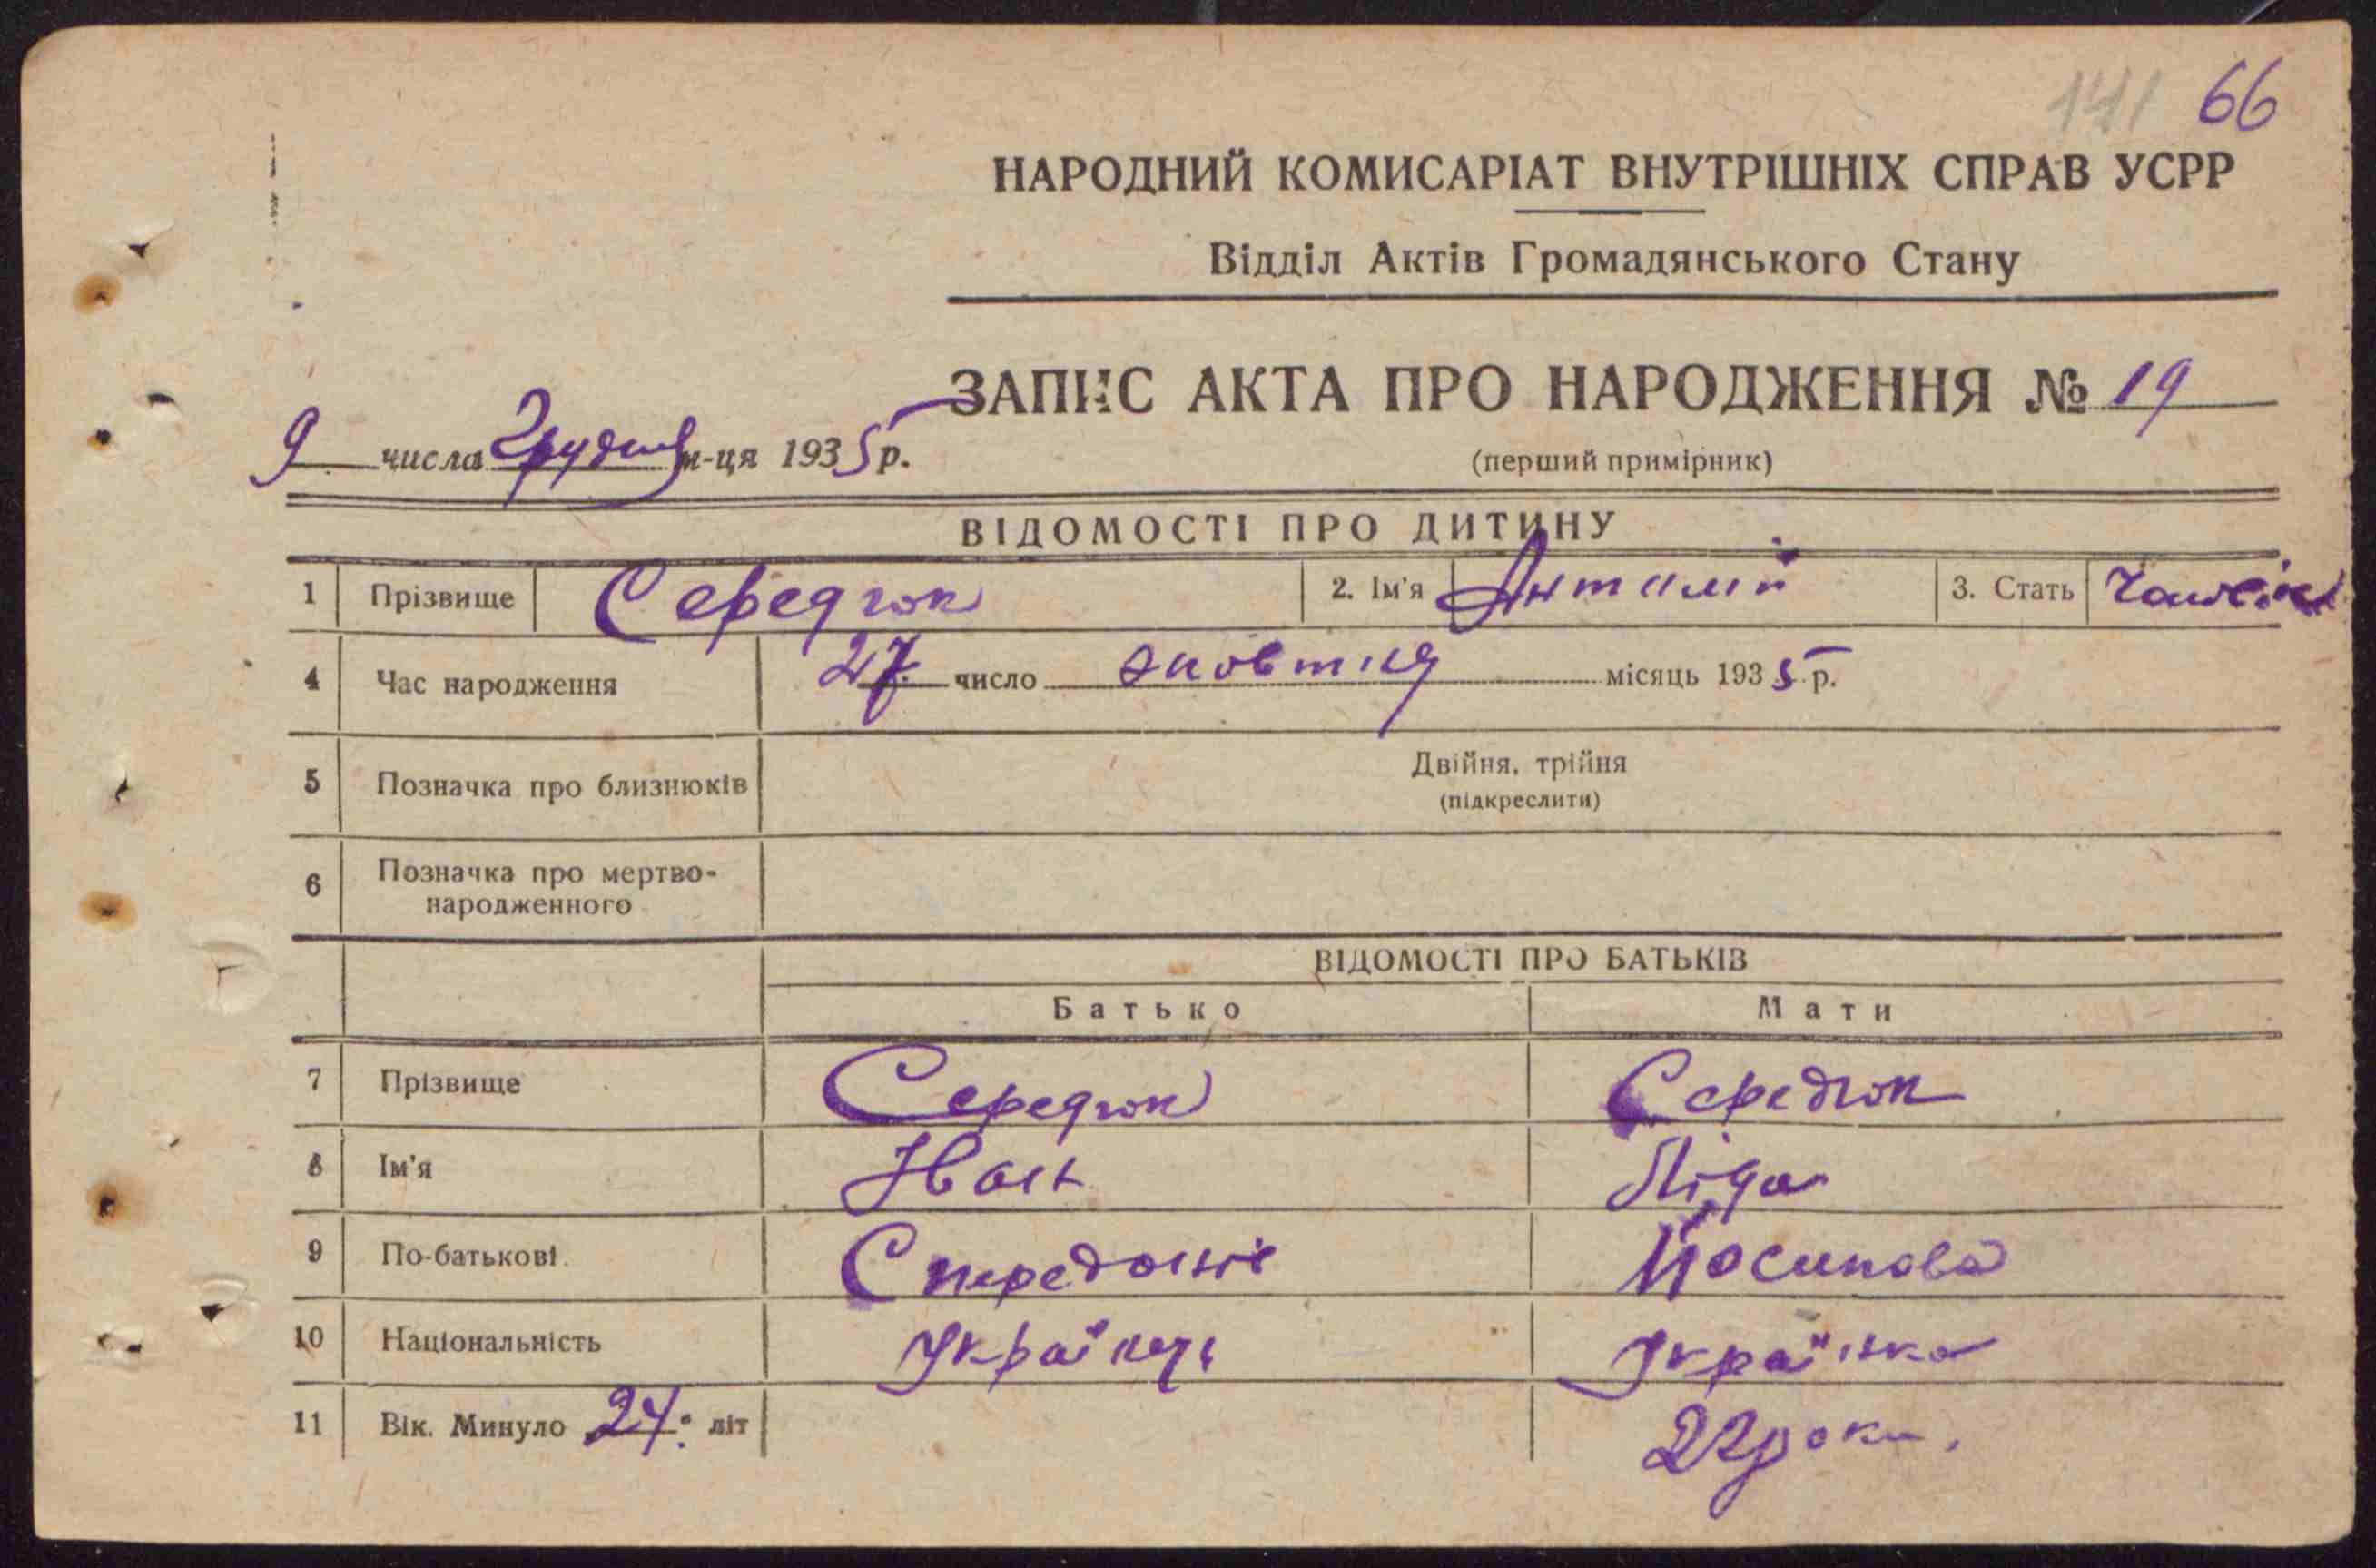 141 66
НАРОДНИЙ КОМИСАРІАТ ВНУТРІШНІХ СПРАВ УСРР
Відділ Актів Громадянського Стану
ЗАПИС АКТА ПРО НАРОДЖЕННЯ № 19
9 числа Грудня м-ця 1935 р.
(перший примірник)
ВІДОМОСТІ ПРО ДИТИНУ
1 Прізвище Середюк 2. Ім'я 3. Стать
4 Час народження 27 число жовтня місяць 1935 р.
5 Позначка про близнюків Двійня, трійня
(підкреслити)
6 Позначка про мертво-
народженного
ВІДОМОСТІ ПРО БАТЬКІВ
Батько Мати
7 Прізвище Середюк Середюк
8 Ім'я Іван Ліда
9 По-батькові Йосипова
10 Національність Українець Українка
11 Вік. Минуло 24 літ 22 роки.